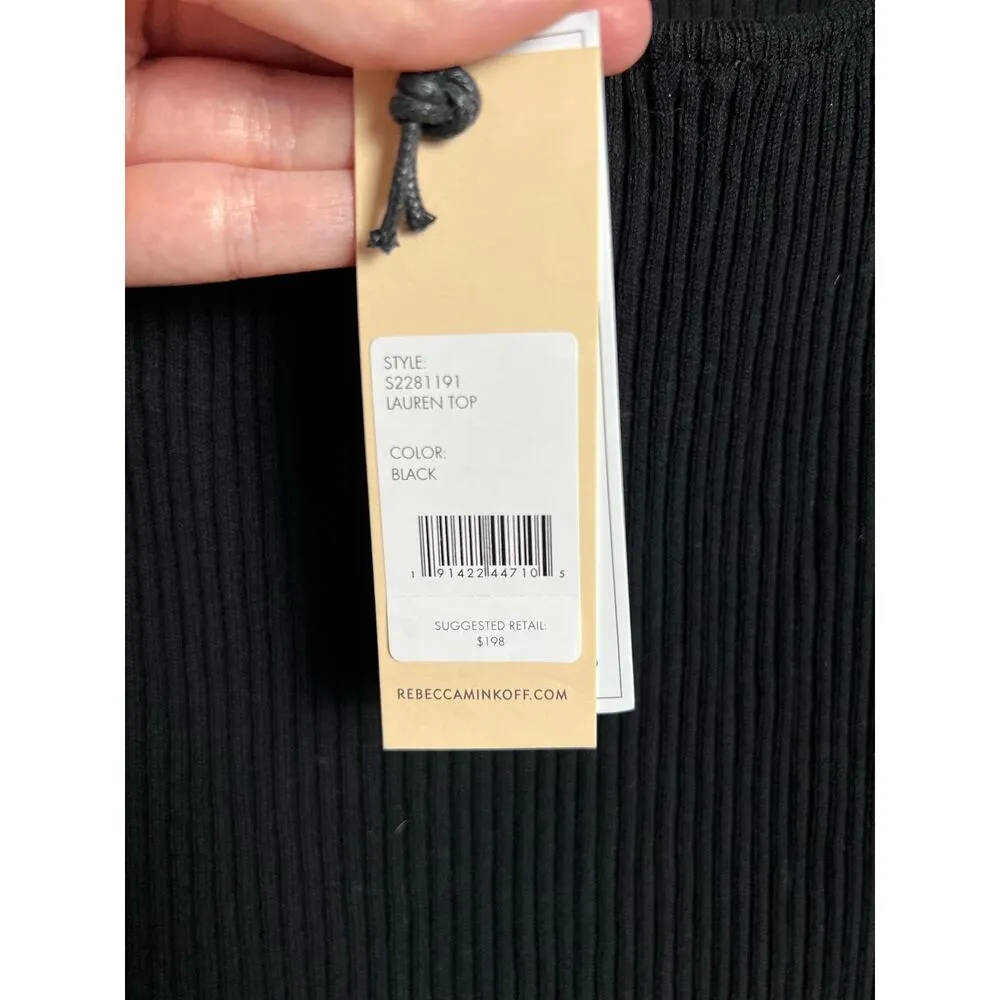 STYLE:
S2281191
LAUREN TOP
COLOR:
BLACK
1 91422 44710 5
SUGGESTED RETAIL:
$198
REBECCAMINKOFF.COM